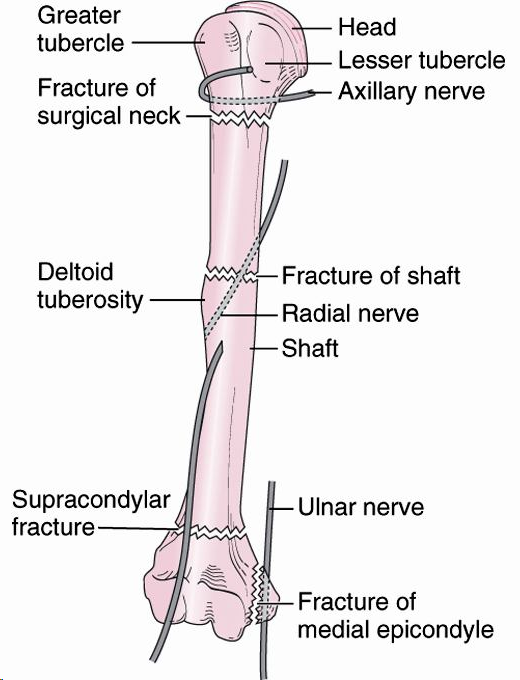 Greater
tubercle
Head
Lesser tubercle
Fracture of
surgical neck
Axillary nerve
Deltoid
tuberosity
Fracture of shaft
Radial nerve
Shaft
Supracondylar
fracture
Ulnar nerve
Fracture of
medial epicondyle